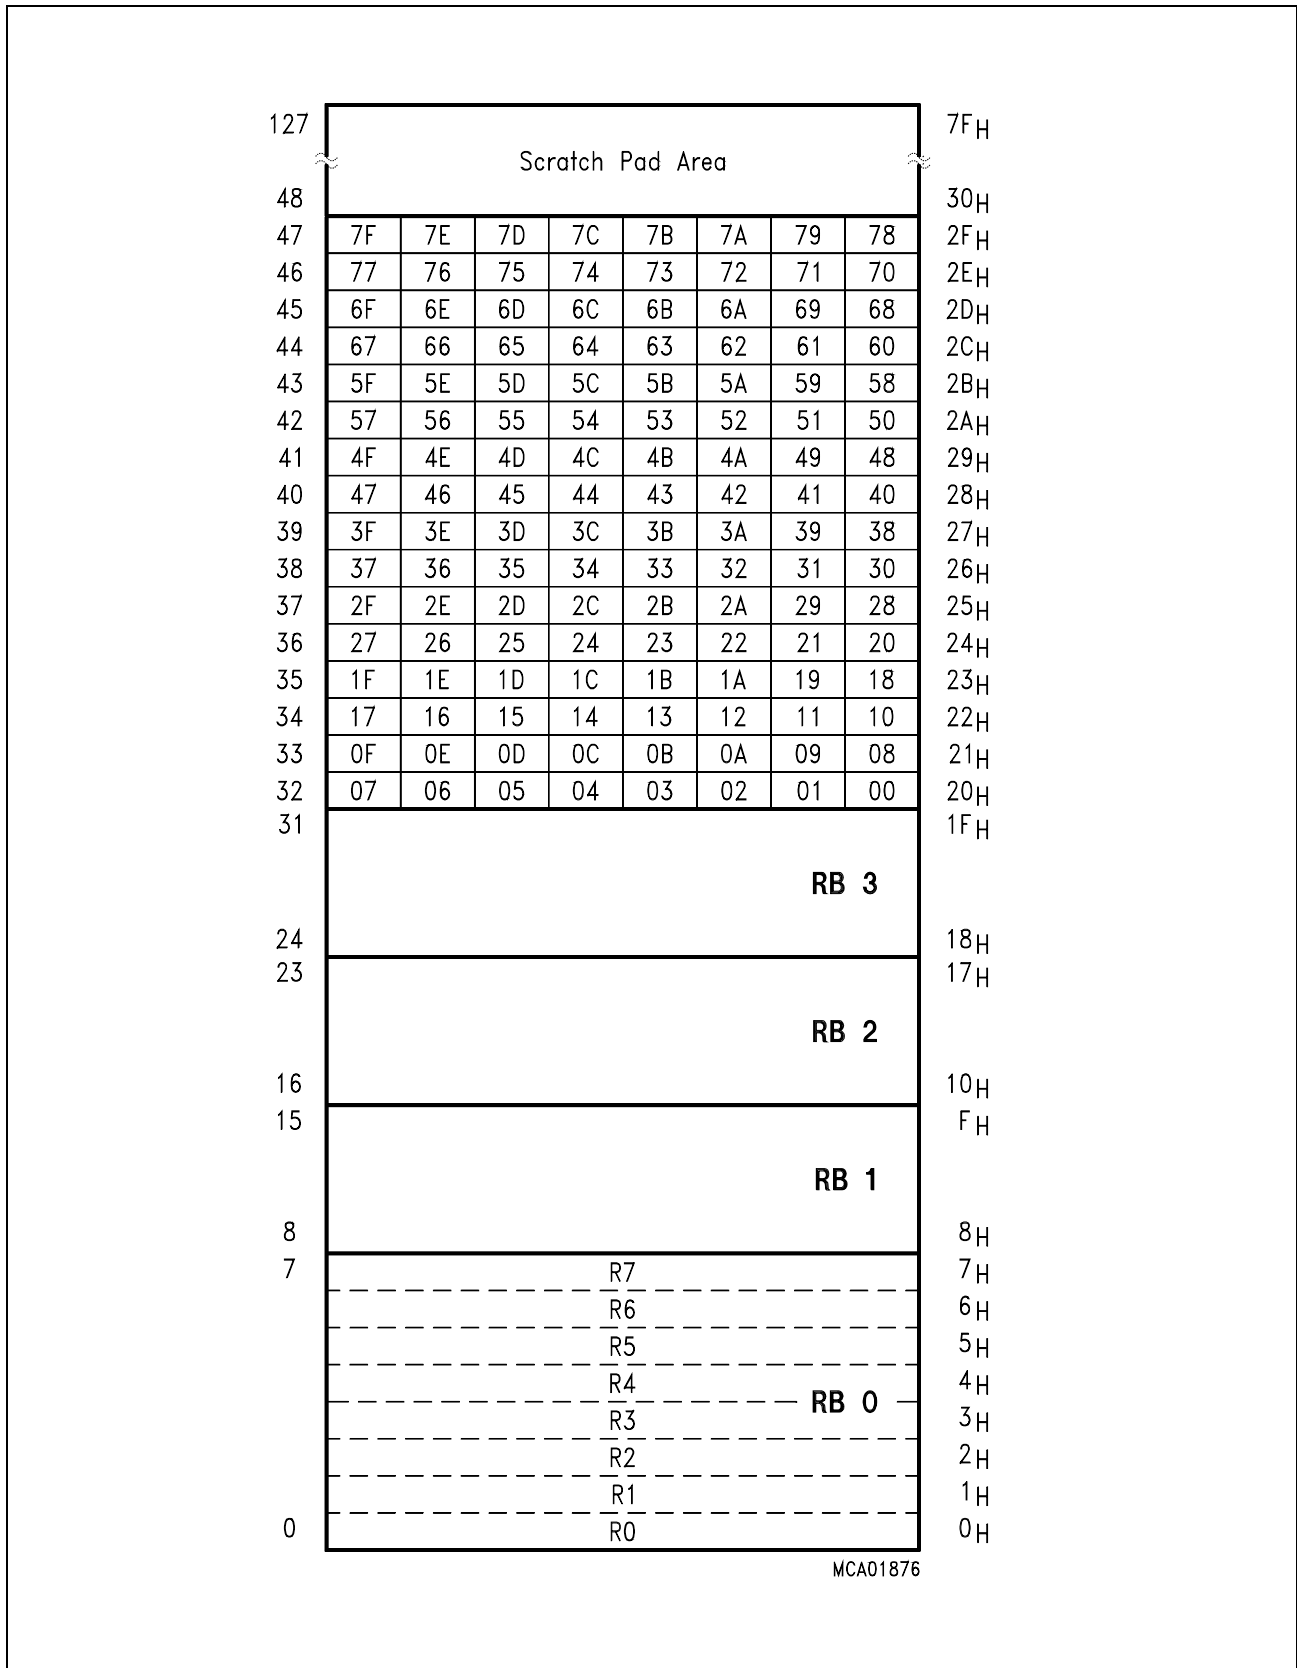 127 7FH
Scratch Pad Area
48 30H
47 7F 7E 7D 7C 7B 7A 79 78 2FH
46 77 76 75 74 73 72 71 70 2EH
45 6F 6E 6D 6C 6B 6A 69 68 2DH
44 67 66 65 64 63 62 61 60 2CH
43 5F 5E 5D 5C 5B 5A 59 58 2BH
42 57 56 55 54 53 52 51 50 2AH
41 4F 4E 4D 4C 4B 4A 49 48 29H
40 47 46 45 44 43 42 41 40 28H
39 3F 3E 3D 3C 3B 3A 39 38 27H
38 37 36 35 34 33 32 31 30 26H
37 2F 2E 2D 2C 2B 2A 29 28 25H
36 27 26 25 24 23 22 21 20 24H
35 1F 1E 1D 1C 1B 1A 19 18 23H
34 17 16 15 14 13 12 11 10 22H
33 0F 0E 0D 0C 0B 0A 09 08 21H
32 07 06 05 04 03 02 01 00 20H
31 1FH
RB 3
24 18H
23 17H
RB 2
16 10H
15 FH
RB 1
8 8H
7 R7 7H
R6 6H
R5 5H
R4 4H
RB 0
R3 3H
R2 2H
R1 1H
0 R0 0H
MCA01876